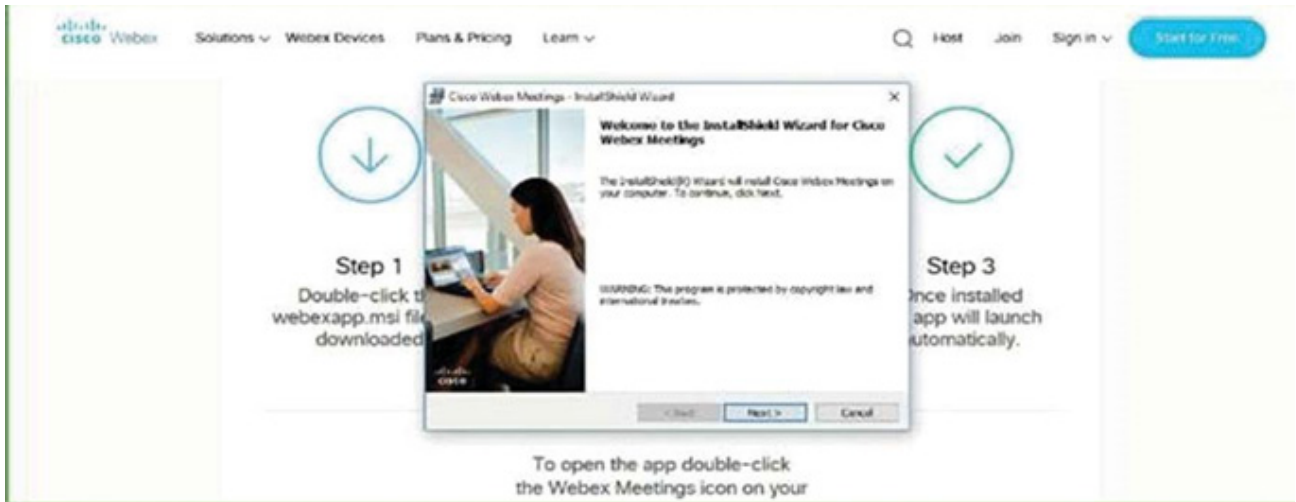 cisco Webex Solutions Webex Devices Plans & Pricing Learn Host Join Sign in Start for Free
Cisco Webex Meetings - InstallShield Wizard
Welcome to the InstallShield Wizard for Cisco
Webex Meetings
The InstallShield(R) Wizard will install Cisco Webex Meetings on
your computer. To continue, click Next.
WARNING: This program is protected by copyright law and
international treaties.
cisco
< Back Next > Cancel
Step 1
Double-click
webexapp.msi
downloaded
Step 3
installed
app will launch
To open the app double-click
the Webex Meetings icon on your